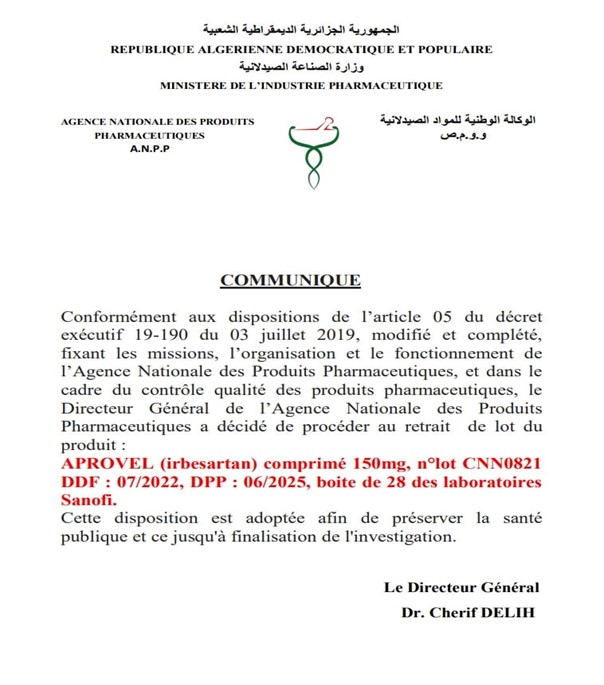 الجمهورية الجزائرية الديمقراطية الشعبية
REPUBLIQUE ALGERIENNE DEMOCRATIQUE ET POPULAIRE
وزارة الصناعة الصيدلانية
MINISTERE DE L’INDUSTRIE PHARMACEUTIQUE
AGENCE NATIONALE DES PRODUITS
PHARMACEUTIQUES
A.N.P.P
الوكالة الوطنية للمواد الصيدلانية
و.و.م.ص
COMMUNIQUE
Conformément aux dispositions de l’article 05 du décret
exécutif 19-190 du 03 juillet 2019, modifié et complété,
fixant les missions, l’organisation et le fonctionnement de
l’Agence Nationale des Produits Pharmaceutiques, et dans le
cadre du contrôle qualité des produits pharmaceutiques, le
Directeur Général de l’Agence Nationale des Produits
Pharmaceutiques a décidé de procéder au retrait de lot du
produit :
APROVEL (irbesartan) comprimé 150mg, n°lot CNN0821
DDF : 07/2022, DPP : 06/2025, boite de 28 des laboratoires
Sanofi.
Cette disposition est adoptée afin de préserver la santé
publique et ce jusqu'à finalisation de l'investigation.
Le Directeur Général
Dr. Cherif DELIH